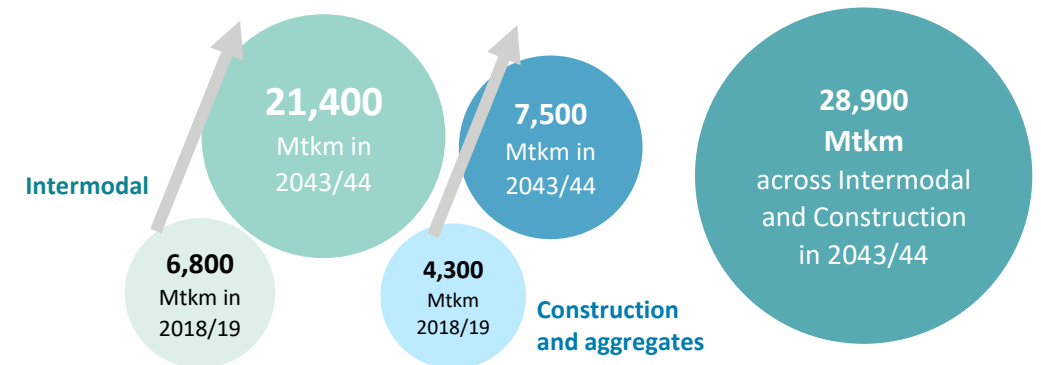 Intermodal
6,800
Mtkm in
2018/19
21,400
Mtkm in
2043/44
4,300
Mtkm
2018/19
7,500
Mtkm in
2043/44
Construction
and aggregates
28,900
Mtkm
across Intermodal
and Construction
in 2043/44